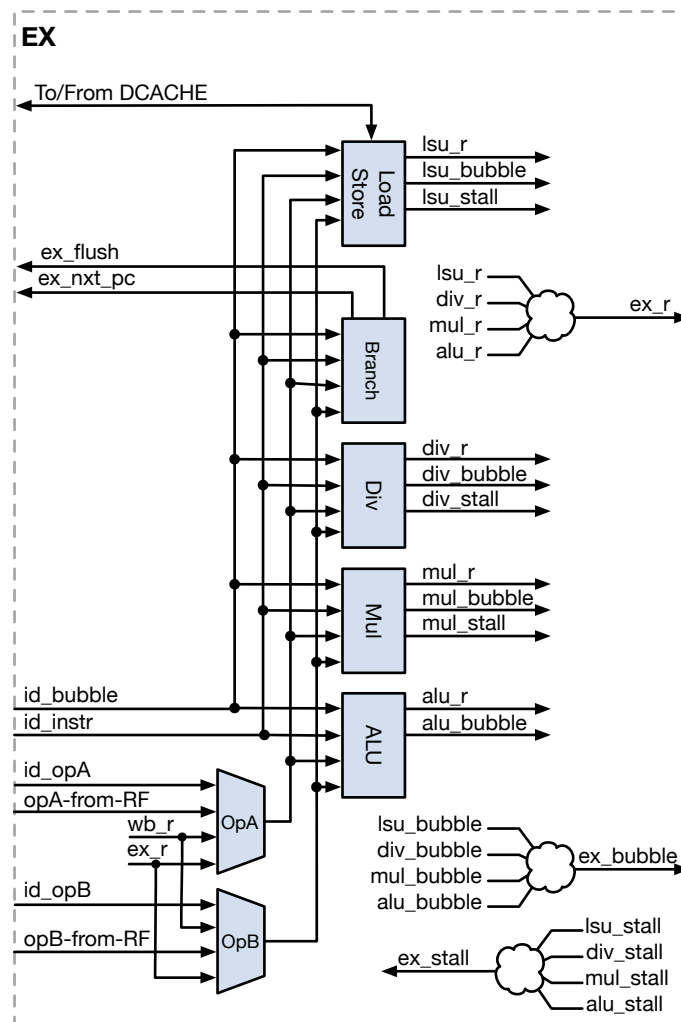 EX
To/From DCACHE
Load
Store
lsu_r
lsu_bubble
lsu_stall
ex_flush
ex_nxt_pc
Branch
lsu_r
div_r
mul_r
alu_r
ex_r
Div
div_r
div_bubble
div_stall
Mul
mul_r
mul_bubble
mul_stall
id_bubble
id_instr
ALU
alu_r
alu_bubble
id_opA
opA-from-RF
wb_r
ex_r
OpA
id_opB
opB-from-RF
OpB
lsu_bubble
div_bubble
mul_bubble
alu_bubble
ex_bubble
ex_stall
lsu_stall
div_stall
mul_stall
alu_stall